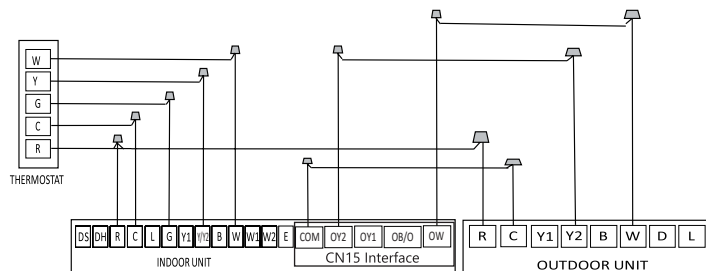 W
Y
G
C
R
THERMOSTAT
DS DH R C L G Y1 Y/Y2 B W W1 W2 E COM OY2 OY1 OB/O OW
R C Y1 Y2 B W D L
CN15 Interface
INDOOR UNIT
OUTDOOR UNIT